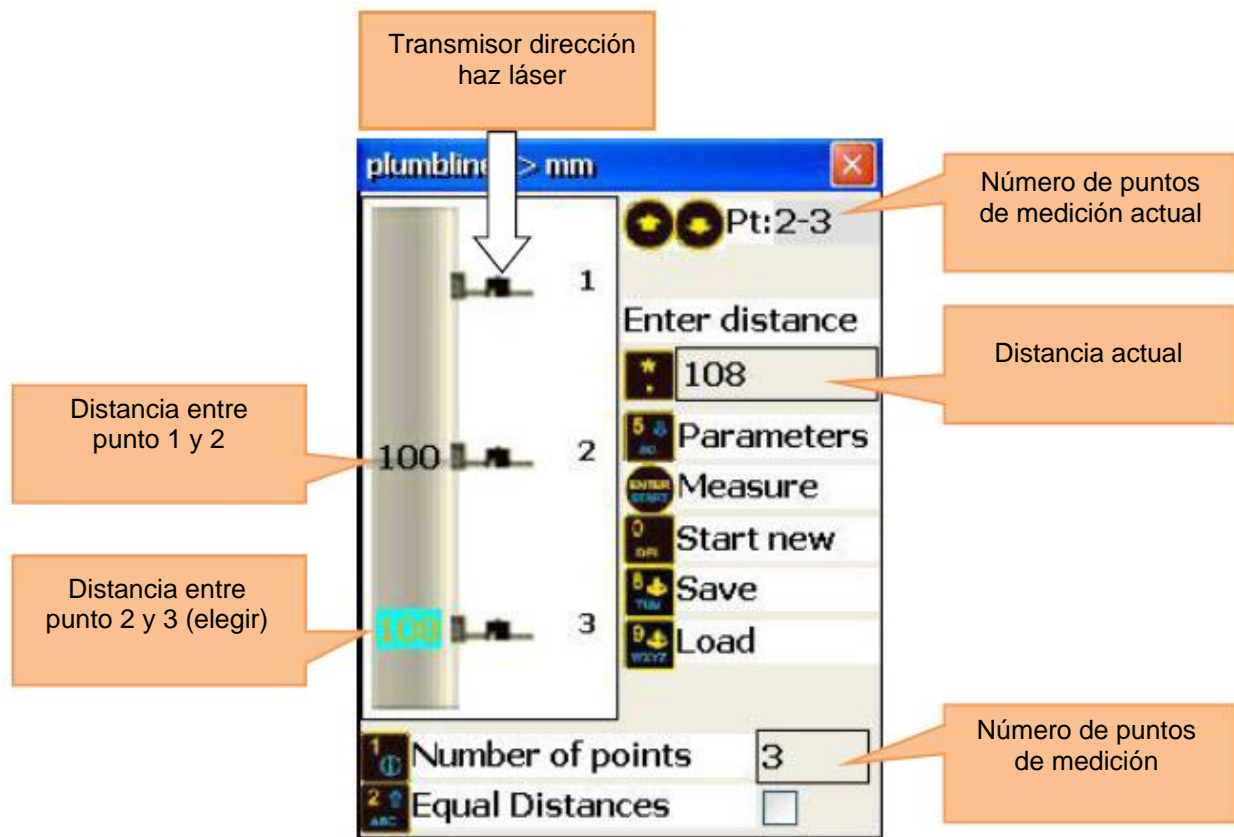 Transmisor dirección
haz láser
plumbline > mm
Pt:2-3
Número de puntos
de medición actual
1
Enter distance
108
Distancia actual
Parameters
Distancia entre
punto 1 y 2
100
2
Measure
Start new
Save
Distancia entre
punto 2 y 3 (elegir)
108
3
Load
Número de puntos
de medición
Number of points
3
Equal Distances